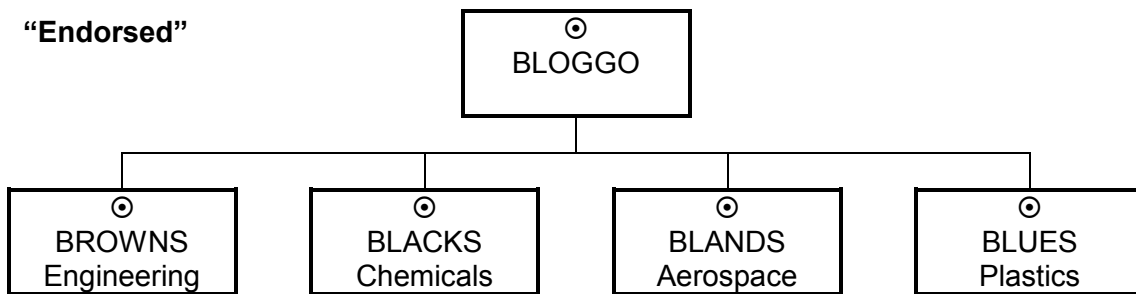 “Endorsed”
⊙
BLOGGO
⊙
BROWNS
Engineering
⊙
BLACKS
Chemicals
⊙
BLANDS
Aerospace
⊙
BLUES
Plastics